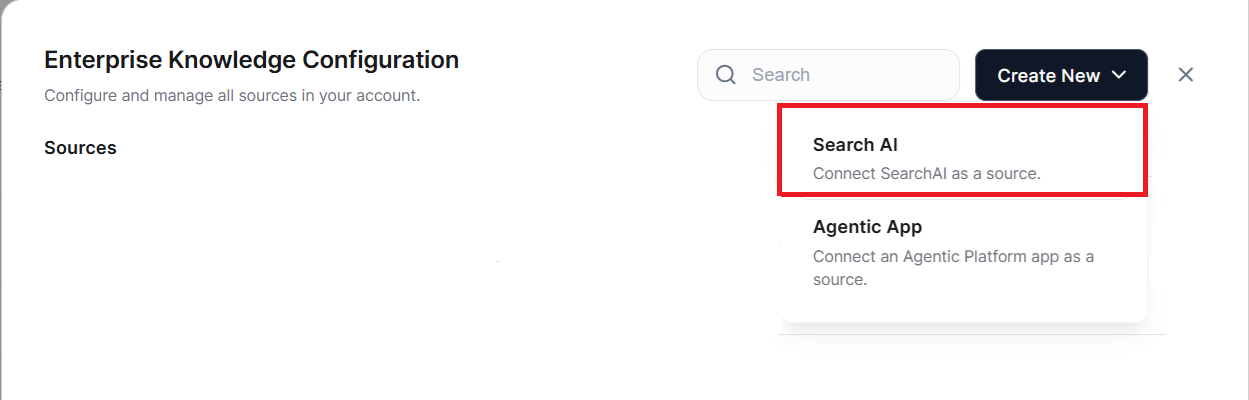 Enterprise Knowledge Configuration
Configure and manage all sources in your account.
Search
Create New
Sources
Search AI
Connect SearchAI as a source.
Agentic App
Connect an Agentic Platform app as a
source.